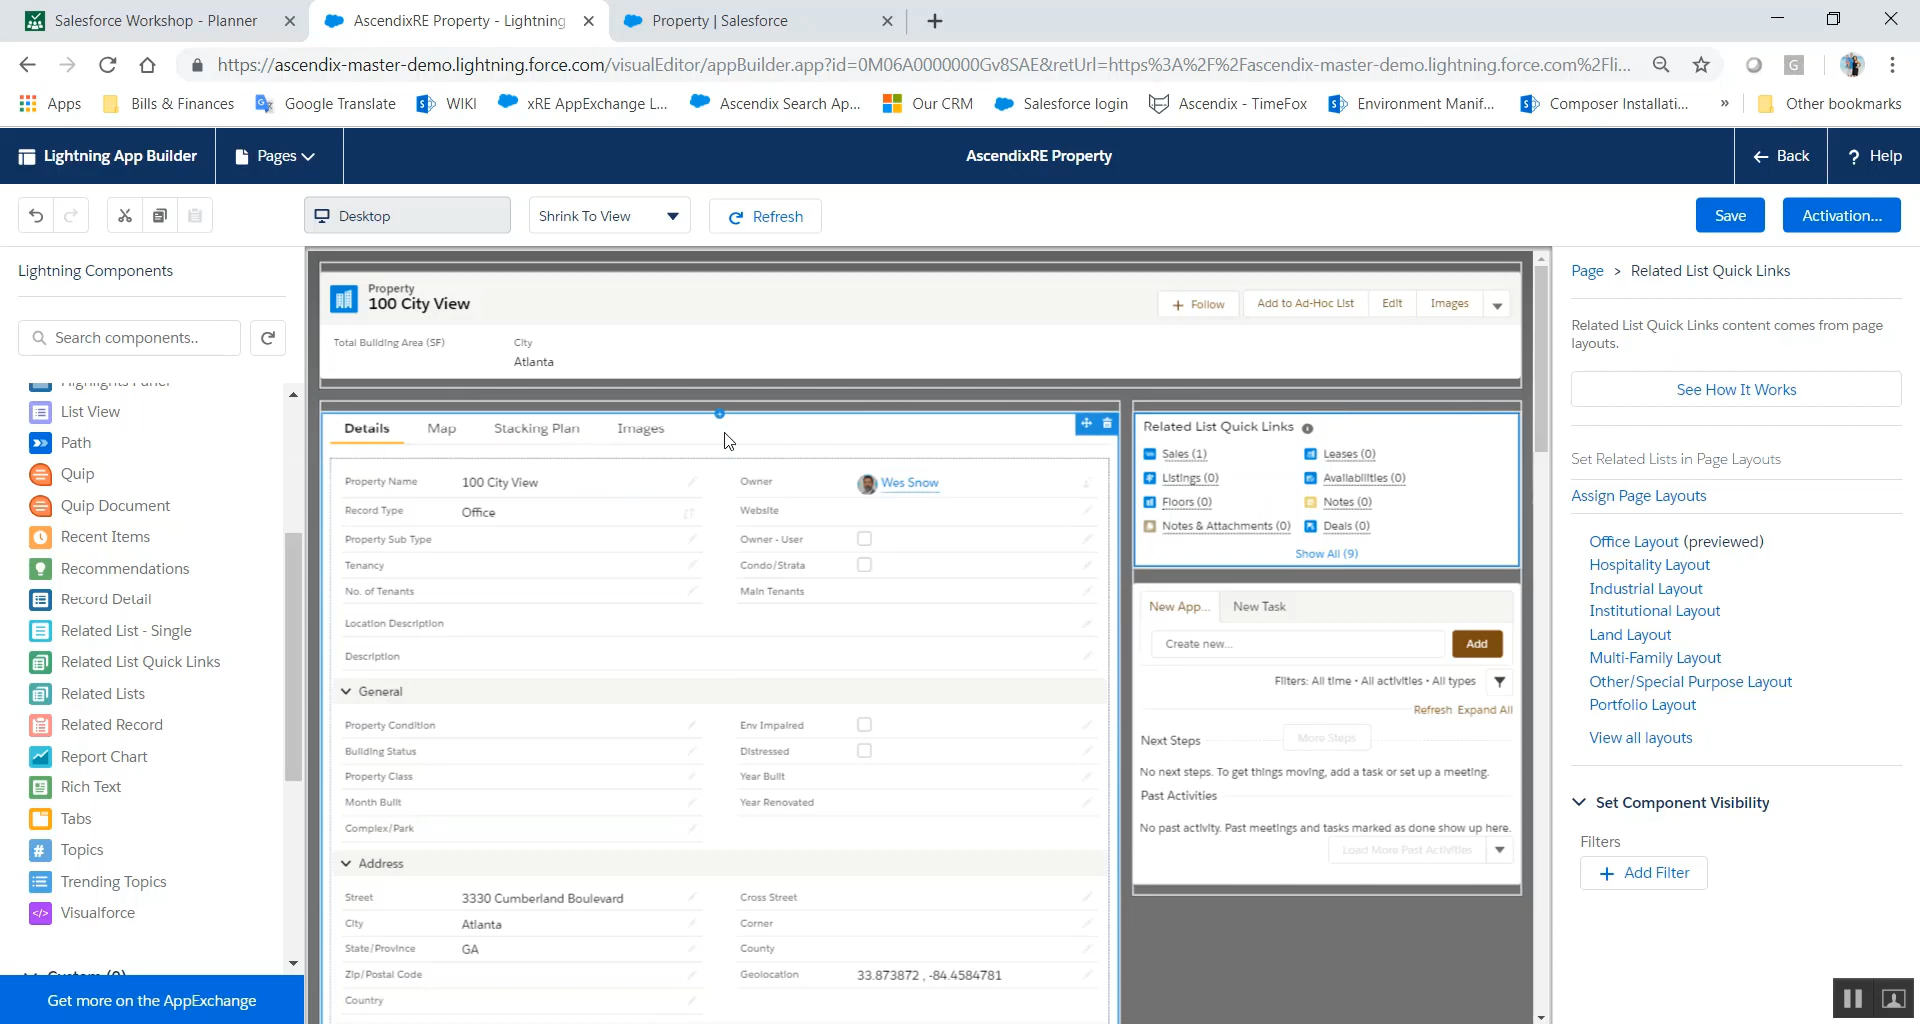 Salesforce Workshop - Planner
AscendixRE Property - Lightning
Property | Salesforce
https://ascendix-master-demo.lightning.force.com/visualEditor/appBuilder.app?id=0M06A0000000Gv8SAE&retUrl=https%3A%2F%2Fascendix-master-demo.lightning.force.com%2Fli...
Apps
Bills & Finances
Google Translate
WIKI
xRE AppExchange L...
Ascendix Search Ap...
Our CRM
Salesforce login
Ascendix - TimeFox
Environment Manif...
Composer Installati...
»
Other bookmarks
Lightning App Builder
Pages
AscendixRE Property
Back
? Help
Desktop
Shrink To View
Refresh
Save
Activation...
Lightning Components
Search components..
Highlights Panel
List View
Path
Quip
Quip Document
Recent Items
Recommendations
Record Detail
Related List - Single
Related List Quick Links
Related Lists
Related Record
Report Chart
Rich Text
Tabs
Topics
Trending Topics
Visualforce
Custom (0)
Get more on the AppExchange
Property
100 City View
+ Follow
Add to Ad-Hoc List
Edit
Images
Total Building Area (SF)
City
Atlanta
Details
Map
Stacking Plan
Images
Property Name
100 City View
Owner
Wes Snow
Record Type
Office
Website
Property Sub Type
Owner - User
Tenancy
Condo/Strata
No. of Tenants
Main Tenants
Location Description
Description
General
Property Condition
Env Impaired
Building Status
Distressed
Property Class
Year Built
Month Built
Year Renovated
Complex/Park
Address
Street
3330 Cumberland Boulevard
Cross Street
City
Atlanta
Corner
State/Province
GA
County
Zip/Postal Code
Geolocation
33.873872 , -84.4584781
Country
Related List Quick Links
Sales (1)
Leases (0)
Listings (0)
Availabilities (0)
Floors (0)
Notes (0)
Notes & Attachments (0)
Deals (0)
Show All (9)
New App...
New Task
Create new...
Add
Filters: All time • All activities • All types
Refresh Expand All
Next Steps
More Steps
No next steps. To get things moving, add a task or set up a meeting.
Past Activities
No past activity. Past meetings and tasks marked as done show up here.
Load More Past Activities
Page > Related List Quick Links
Related List Quick Links content comes from page
layouts.
See How It Works
Set Related Lists in Page Layouts
Assign Page Layouts
Office Layout (previewed)
Hospitality Layout
Industrial Layout
Institutional Layout
Land Layout
Multi-Family Layout
Other/Special Purpose Layout
Portfolio Layout
View all layouts
Set Component Visibility
Filters
+ Add Filter